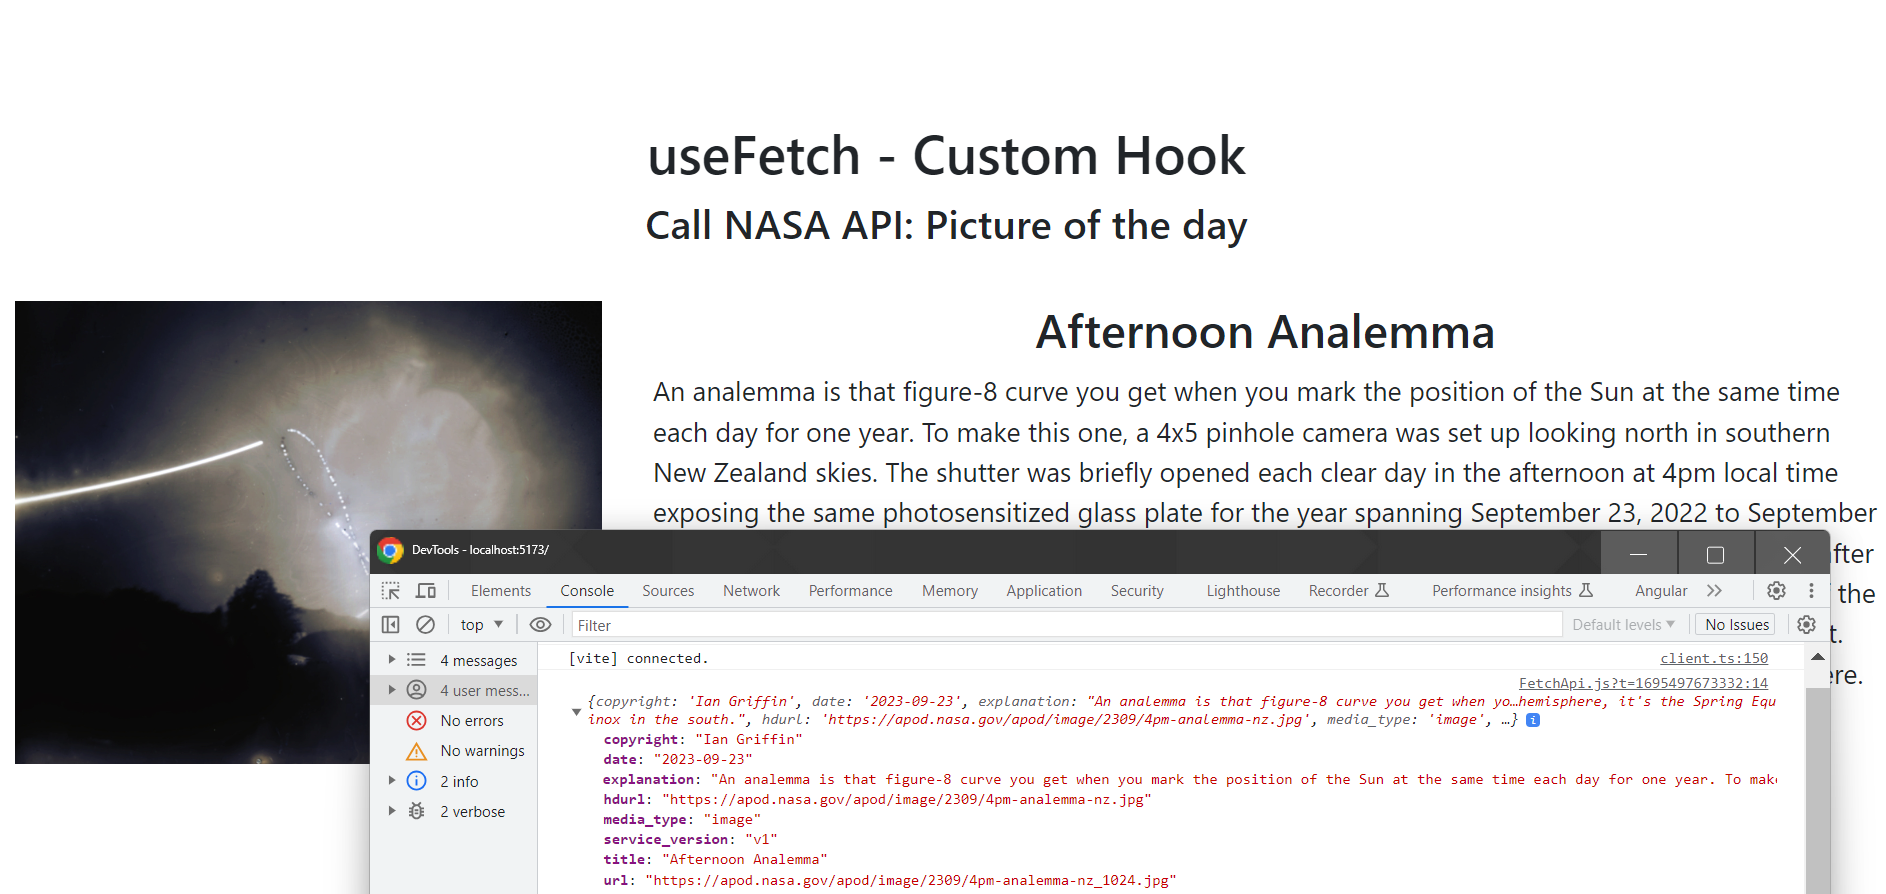 useFetch - Custom Hook
Call NASA API: Picture of the day
Afternoon Analemma
An analemma is that figure-8 curve you get when you mark the position of the Sun at the same time
each day for one year. To make this one, a 4x5 pinhole camera was set up looking north in southern
New Zealand skies. The shutter was briefly opened each clear day in the afternoon at 4pm local time
exposing the same photosensitized glass plate for the year spanning September 23, 2022 to September
the
DevTools - localhost:5173/
Elements Console Sources Network Performance Memory Application Security Lighthouse Recorder Performance insights Angular
top Filter Default levels No Issues
4 messages
4 user mess...
No errors
No warnings
2 info
2 verbose
[vite] connected. client.ts:150
FetchApi.js?t=1695497673332:14
{copyright: 'Ian Griffin', date: '2023-09-23', explanation: "An analemma is that figure-8 curve you get when yo…hemisphere, it's the Spring Equ
inox in the south.", hdurl: 'https://apod.nasa.gov/apod/image/2309/4pm-analemma-nz.jpg', media_type: 'image', …}
copyright: "Ian Griffin"
date: "2023-09-23"
explanation: "An analemma is that figure-8 curve you get when you mark the position of the Sun at the same time each day for one year. To make
hdurl: "https://apod.nasa.gov/apod/image/2309/4pm-analemma-nz.jpg"
media_type: "image"
service_version: "v1"
title: "Afternoon Analemma"
url: "https://apod.nasa.gov/apod/image/2309/4pm-analemma-nz_1024.jpg"